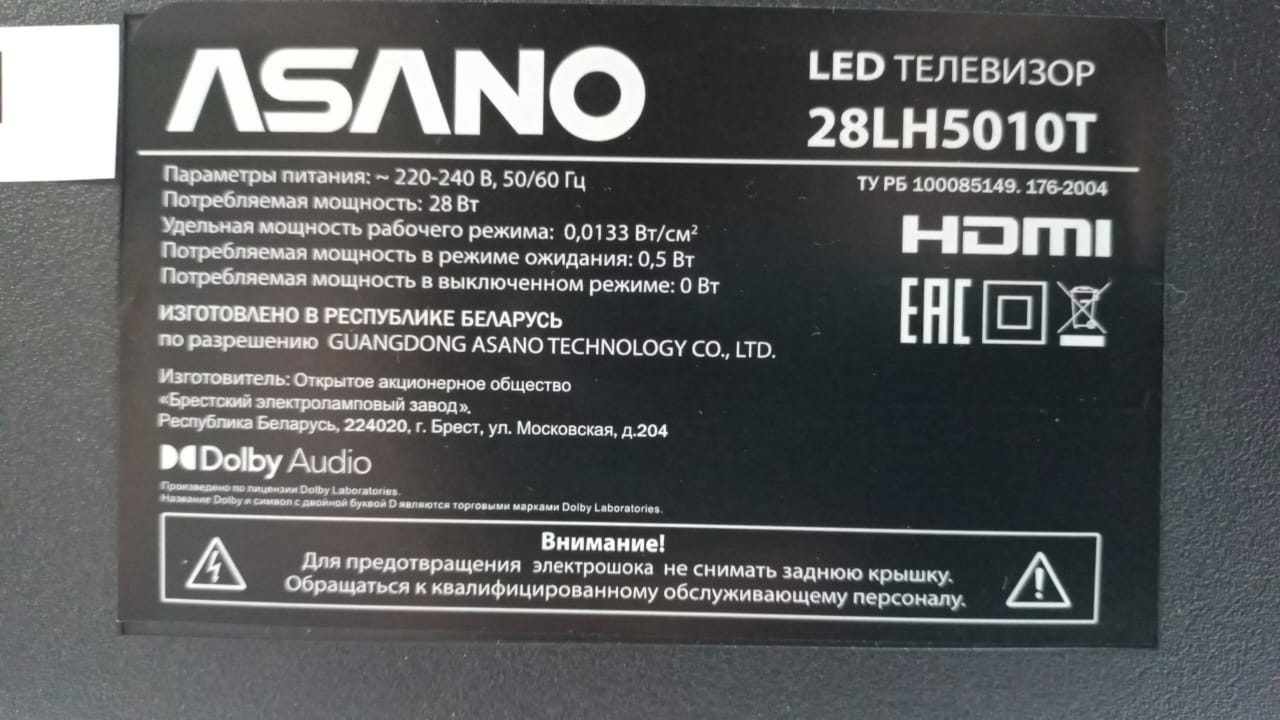 ASANO
LED ТЕЛЕВИЗОР
28LH5010T
Параметры питания: ~ 220-240 В, 50/60 Гц
ТУ РБ 100085149. 176-2004
Потребляемая мощность: 28 Вт
Удельная мощность рабочего режима: 0,0133 Вт/см²
Потребляемая мощность в режиме ожидания: 0,5 Вт
Потребляемая мощность в выключенном режиме: 0 Вт
HDMI
EAC
ИЗГОТОВЛЕНО В РЕСПУБЛИКЕ БЕЛАРУСЬ
по разрешению GUANGDONG ASANO TECHNOLOGY CO., LTD.
Изготовитель: Открытое акционерное общество
«Брестский электроламповый завод».
Республика Беларусь, 224020, г. Брест, ул. Московская, д.204
Dolby Audio
Произведено по лицензии Dolby Laboratories.
Название Dolby и символ с двойной буквой D являются торговыми марками Dolby Laboratories.
Внимание!
Для предотвращения электрошока не снимать заднюю крышку.
Обращаться к квалифицированному обслуживающему персоналу.